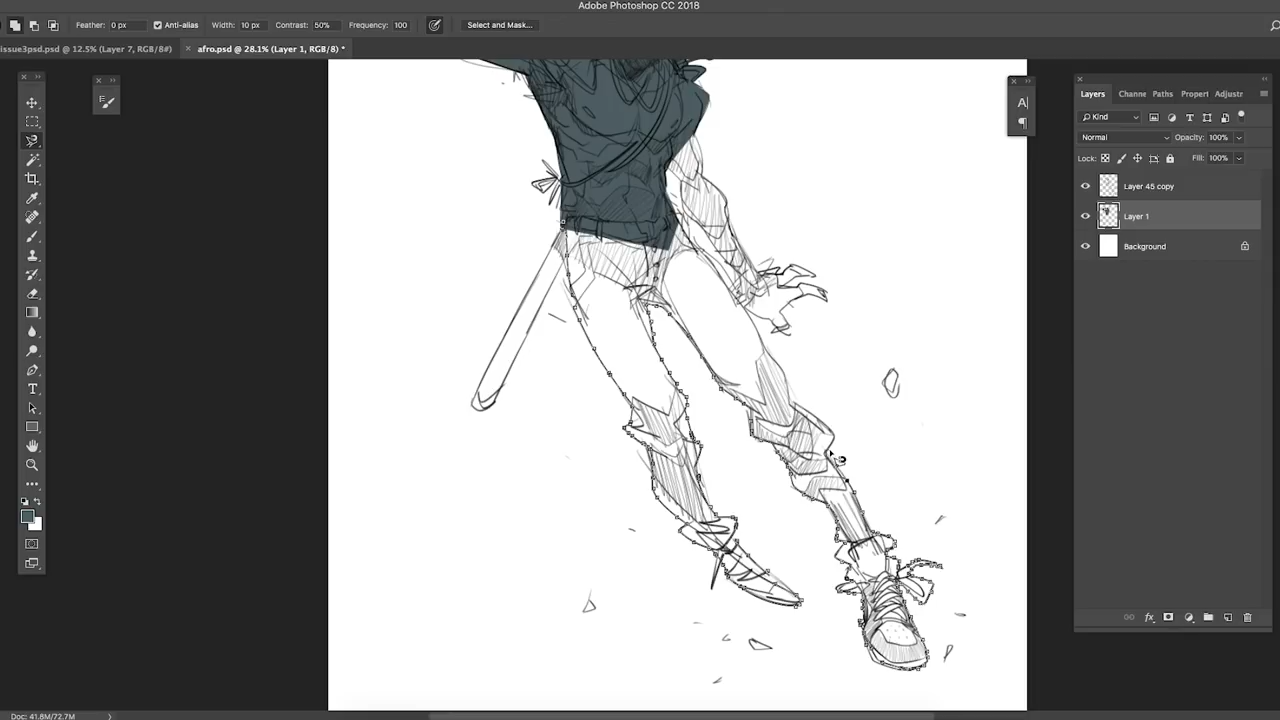 Adobe Photoshop CC 2018
Feather: 0 px Anti-alias Width: 10 px Contrast: 50% Frequency: 100 Select and Mask...
issue3psd.psd @ 12.5% (Layer 7, RGB/8#) × afro.psd @ 28.1% (Layer 1, RGB/8) *
Layers Channe Paths Propert Adjustr
Kind
Normal Opacity: 100%
Lock: Fill: 100%
Layer 45 copy
Layer 1
Background
Doc: 41.8M/72.7M